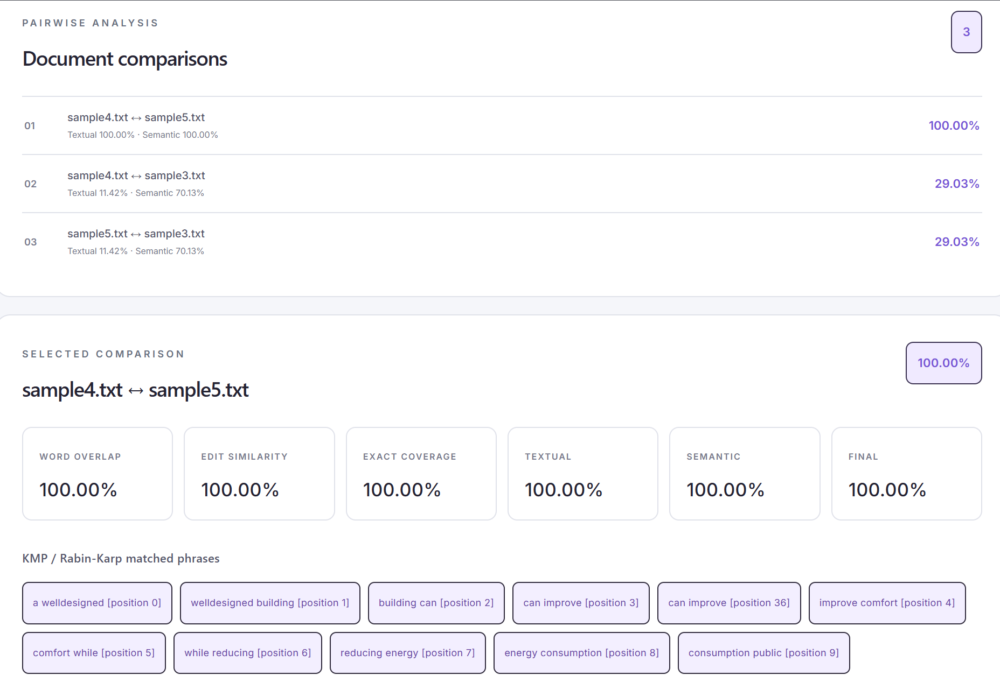 PAIRWISE ANALYSIS
3
Document comparisons
01
sample4.txt ↔ sample5.txt
Textual 100.00% · Semantic 100.00%
100.00%
02
sample4.txt ↔ sample3.txt
Textual 11.42% · Semantic 70.13%
29.03%
03
sample5.txt ↔ sample3.txt
Textual 11.42% · Semantic 70.13%
29.03%
SELECTED COMPARISON
100.00%
sample4.txt ↔ sample5.txt
WORD OVERLAP
100.00%
EDIT SIMILARITY
100.00%
EXACT COVERAGE
100.00%
TEXTUAL
100.00%
SEMANTIC
100.00%
FINAL
100.00%
KMP / Rabin-Karp matched phrases
a welldesigned [position 0]
welldesigned building [position 1]
building can [position 2]
can improve [position 3]
can improve [position 36]
improve comfort [position 4]
comfort while [position 5]
while reducing [position 6]
reducing energy [position 7]
energy consumption [position 8]
consumption public [position 9]